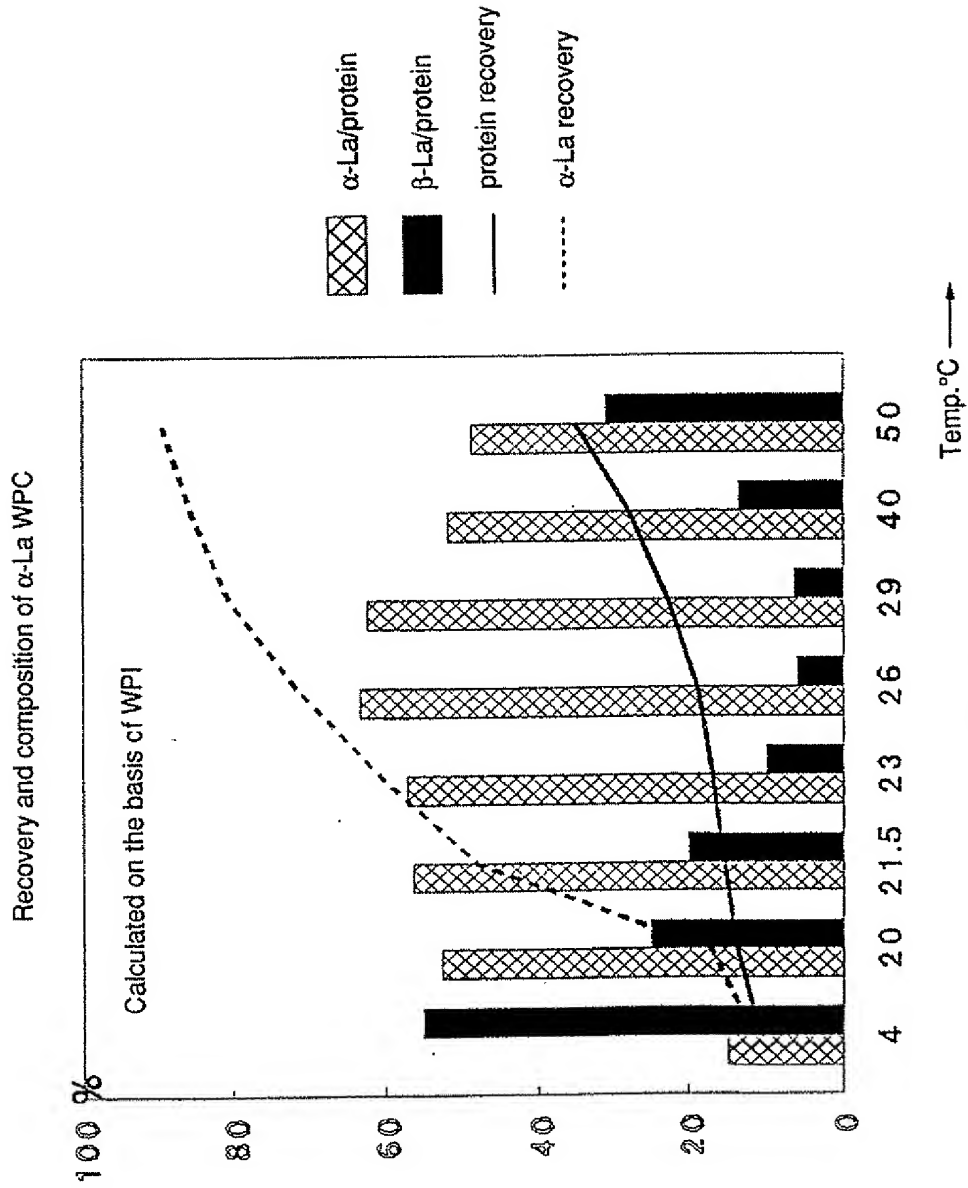 Recovery and composition of α-La WPC
%
100
80
60
40
20
0
Calculated on the basis of WPI
4 20 21.5 23 26 29 40 50
Temp.ºC
α-La/protein
β-La/protein
protein recovery
α-La recovery